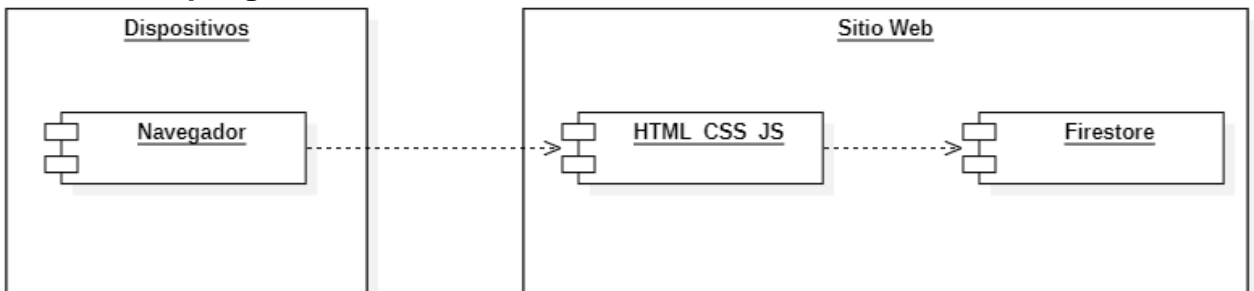 Dispositivos
Sitio Web
Navegador
HTML CSS JS
Firestore